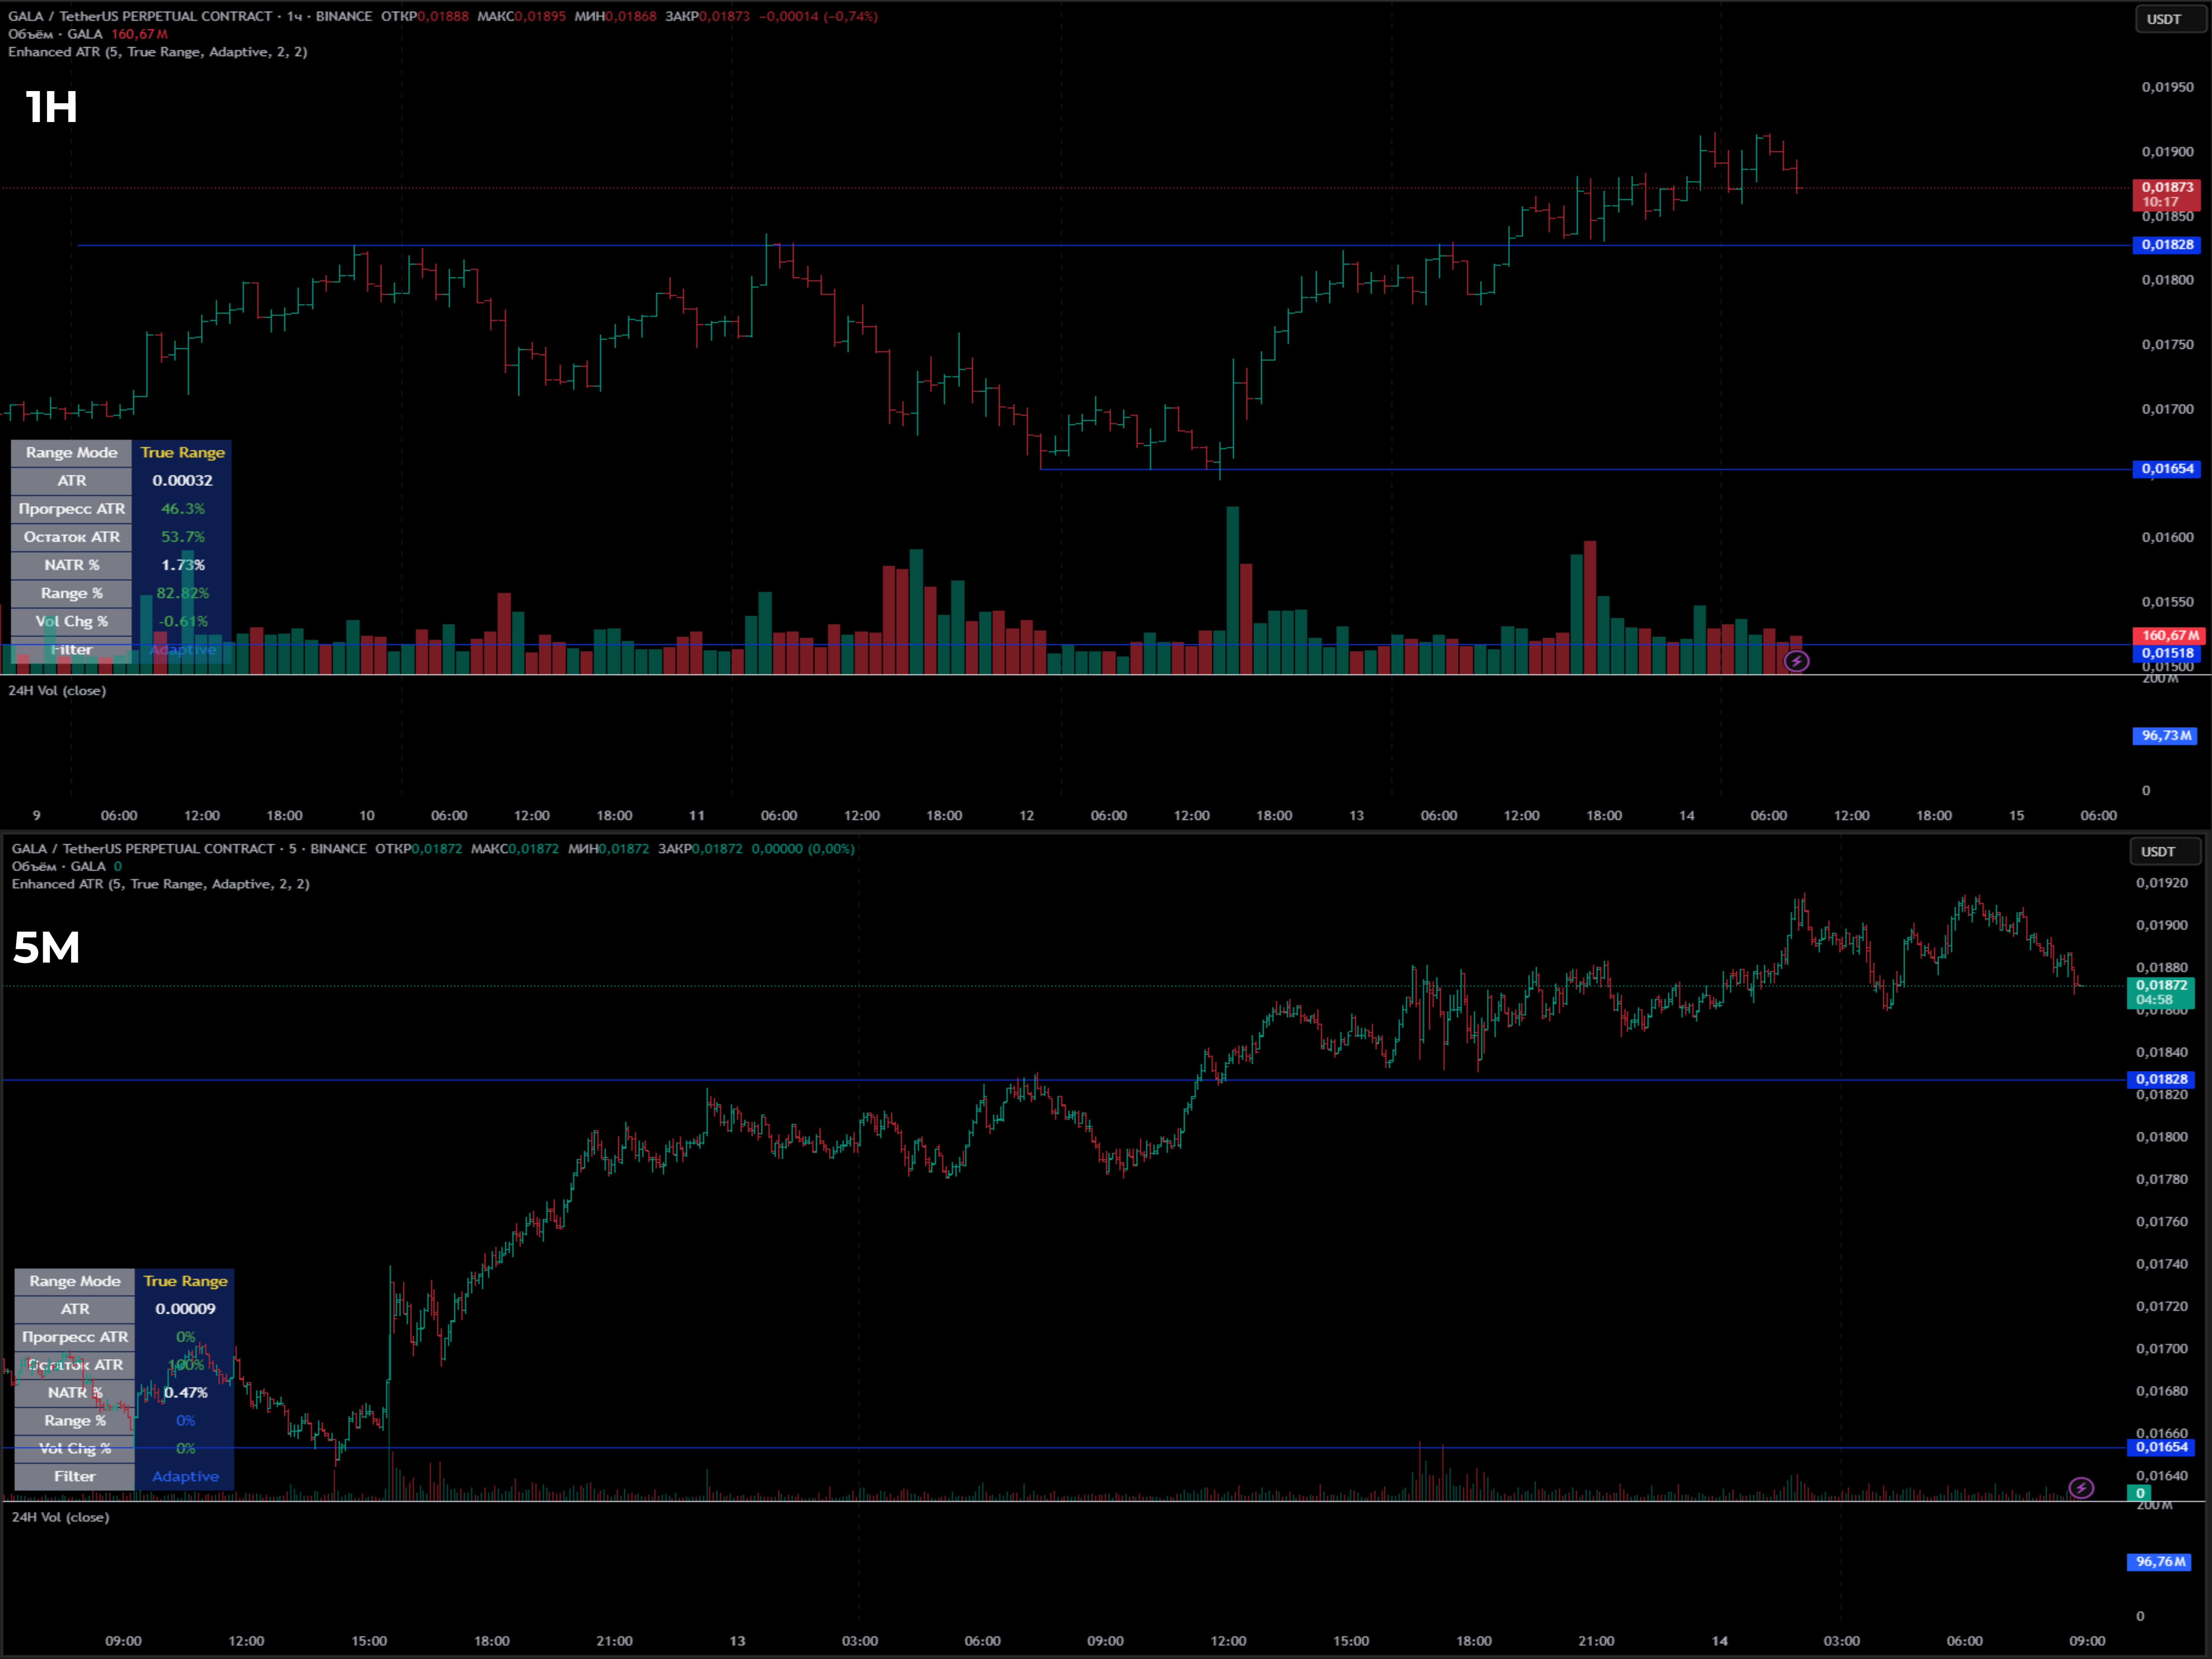 GALA / TetherUS PERPETUAL CONTRACT · 1ч · BINANCE ОТКР0,01888 МАКС0,01895 МИН0,01868 ЗАКР0,01873 −0,00014 (−0,74%)
USDT
Объём · GALA 160,67 M
Enhanced ATR (5, True Range, Adaptive, 2, 2)
1H
0,01950
0,01900
0,01873
10:17
0,01850
0,01828
0,01800
0,01750
0,01700
0,01654
0,01600
0,01550
160,67 M
0,01518
0,01500
Range Mode True Range
ATR 0.00032
Прогресс ATR 46.3%
Остаток ATR 53.7%
NATR % 1.73%
Range % 82.82%
Vol Chg % -0.61%
Filter Adaptive
24H Vol (close)
200 M
96,73 M
0
9 06:00 12:00 18:00 10 06:00 12:00 18:00 11 06:00 12:00 18:00 12 06:00 12:00 18:00 13 06:00 12:00 18:00 14 06:00 12:00 18:00 15 06:00
GALA / TetherUS PERPETUAL CONTRACT · 5 · BINANCE ОТКР0,01872 МАКС0,01872 МИН0,01872 ЗАКР0,01872 0,00000 (0,00%)
USDT
Объём · GALA 0
Enhanced ATR (5, True Range, Adaptive, 2, 2)
5M
0,01920
0,01900
0,01880
0,01872
04:58
0,01860
0,01840
0,01828
0,01820
0,01800
0,01780
0,01760
0,01740
0,01720
0,01700
0,01680
0,01660
0,01654
0,01640
0
Range Mode True Range
ATR 0.00009
Прогресс ATR 0%
Остаток ATR 100%
NATR % 0.47%
Range % 0%
Vol Chg % 0%
Filter Adaptive
24H Vol (close)
200 M
96,76 M
0
09:00 12:00 15:00 18:00 21:00 13 03:00 06:00 09:00 12:00 15:00 18:00 21:00 14 03:00 06:00 09:00